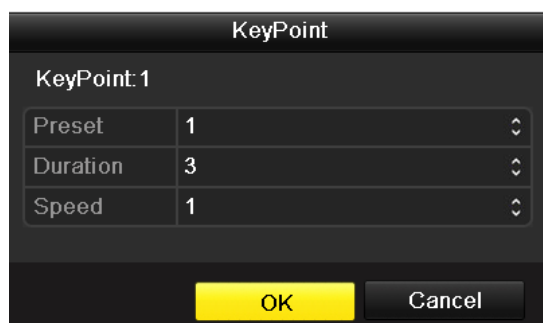 KeyPoint
KeyPoint:1
Preset 1
Duration 3
Speed 1
OK Cancel